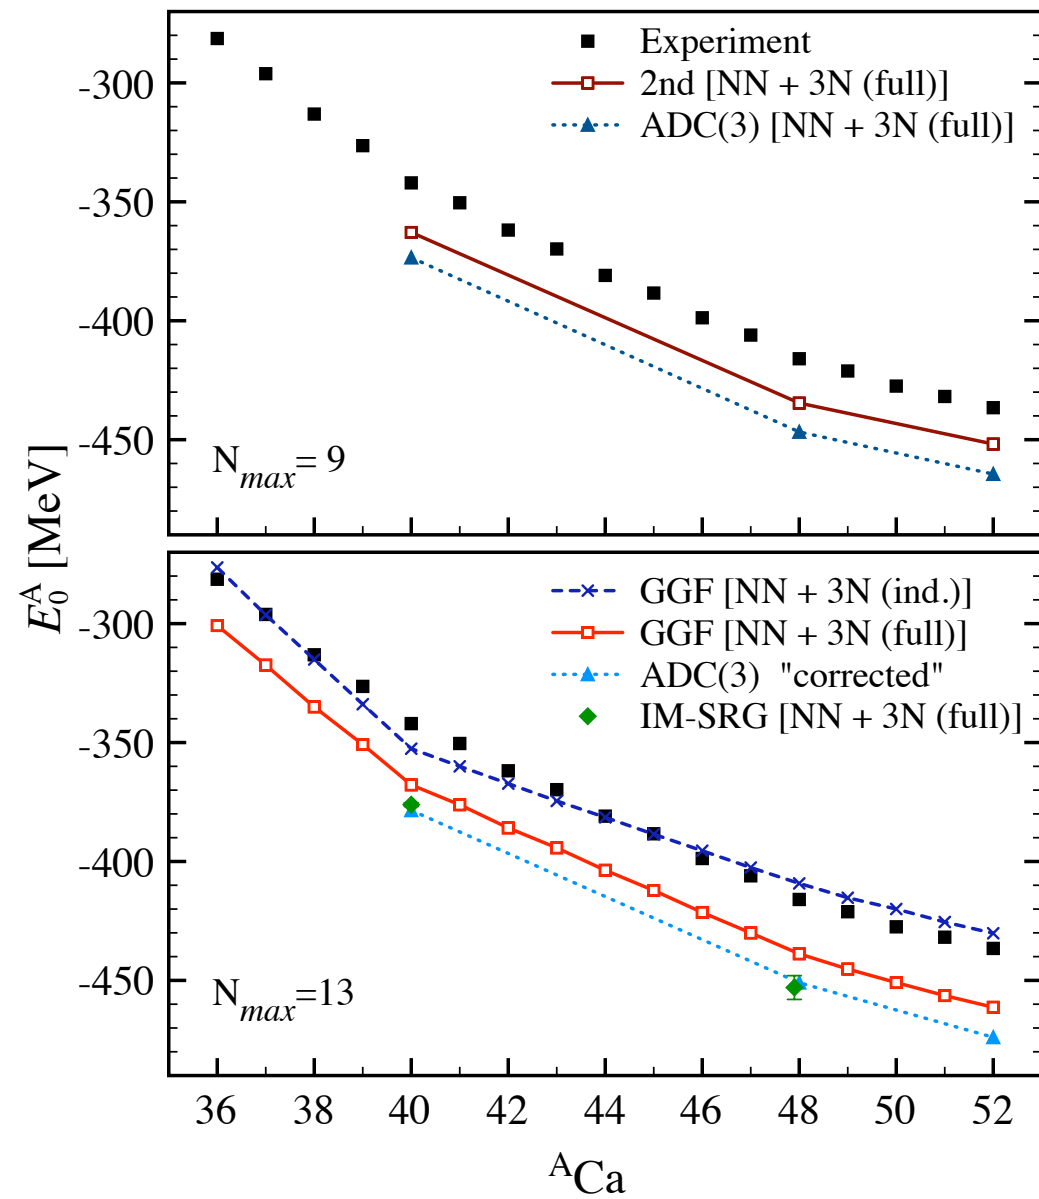 Experiment
2nd [NN + 3N (full)]
ADC(3) [NN + 3N (full)]
-300
-350
-400
-450
N_max = 9
E_0^A [MeV]
GGF [NN + 3N (ind.)]
GGF [NN + 3N (full)]
ADC(3) "corrected"
IM-SRG [NN + 3N (full)]
-300
-350
-400
-450
N_max=13
36 38 40 42 44 46 48 50 52
^ACa